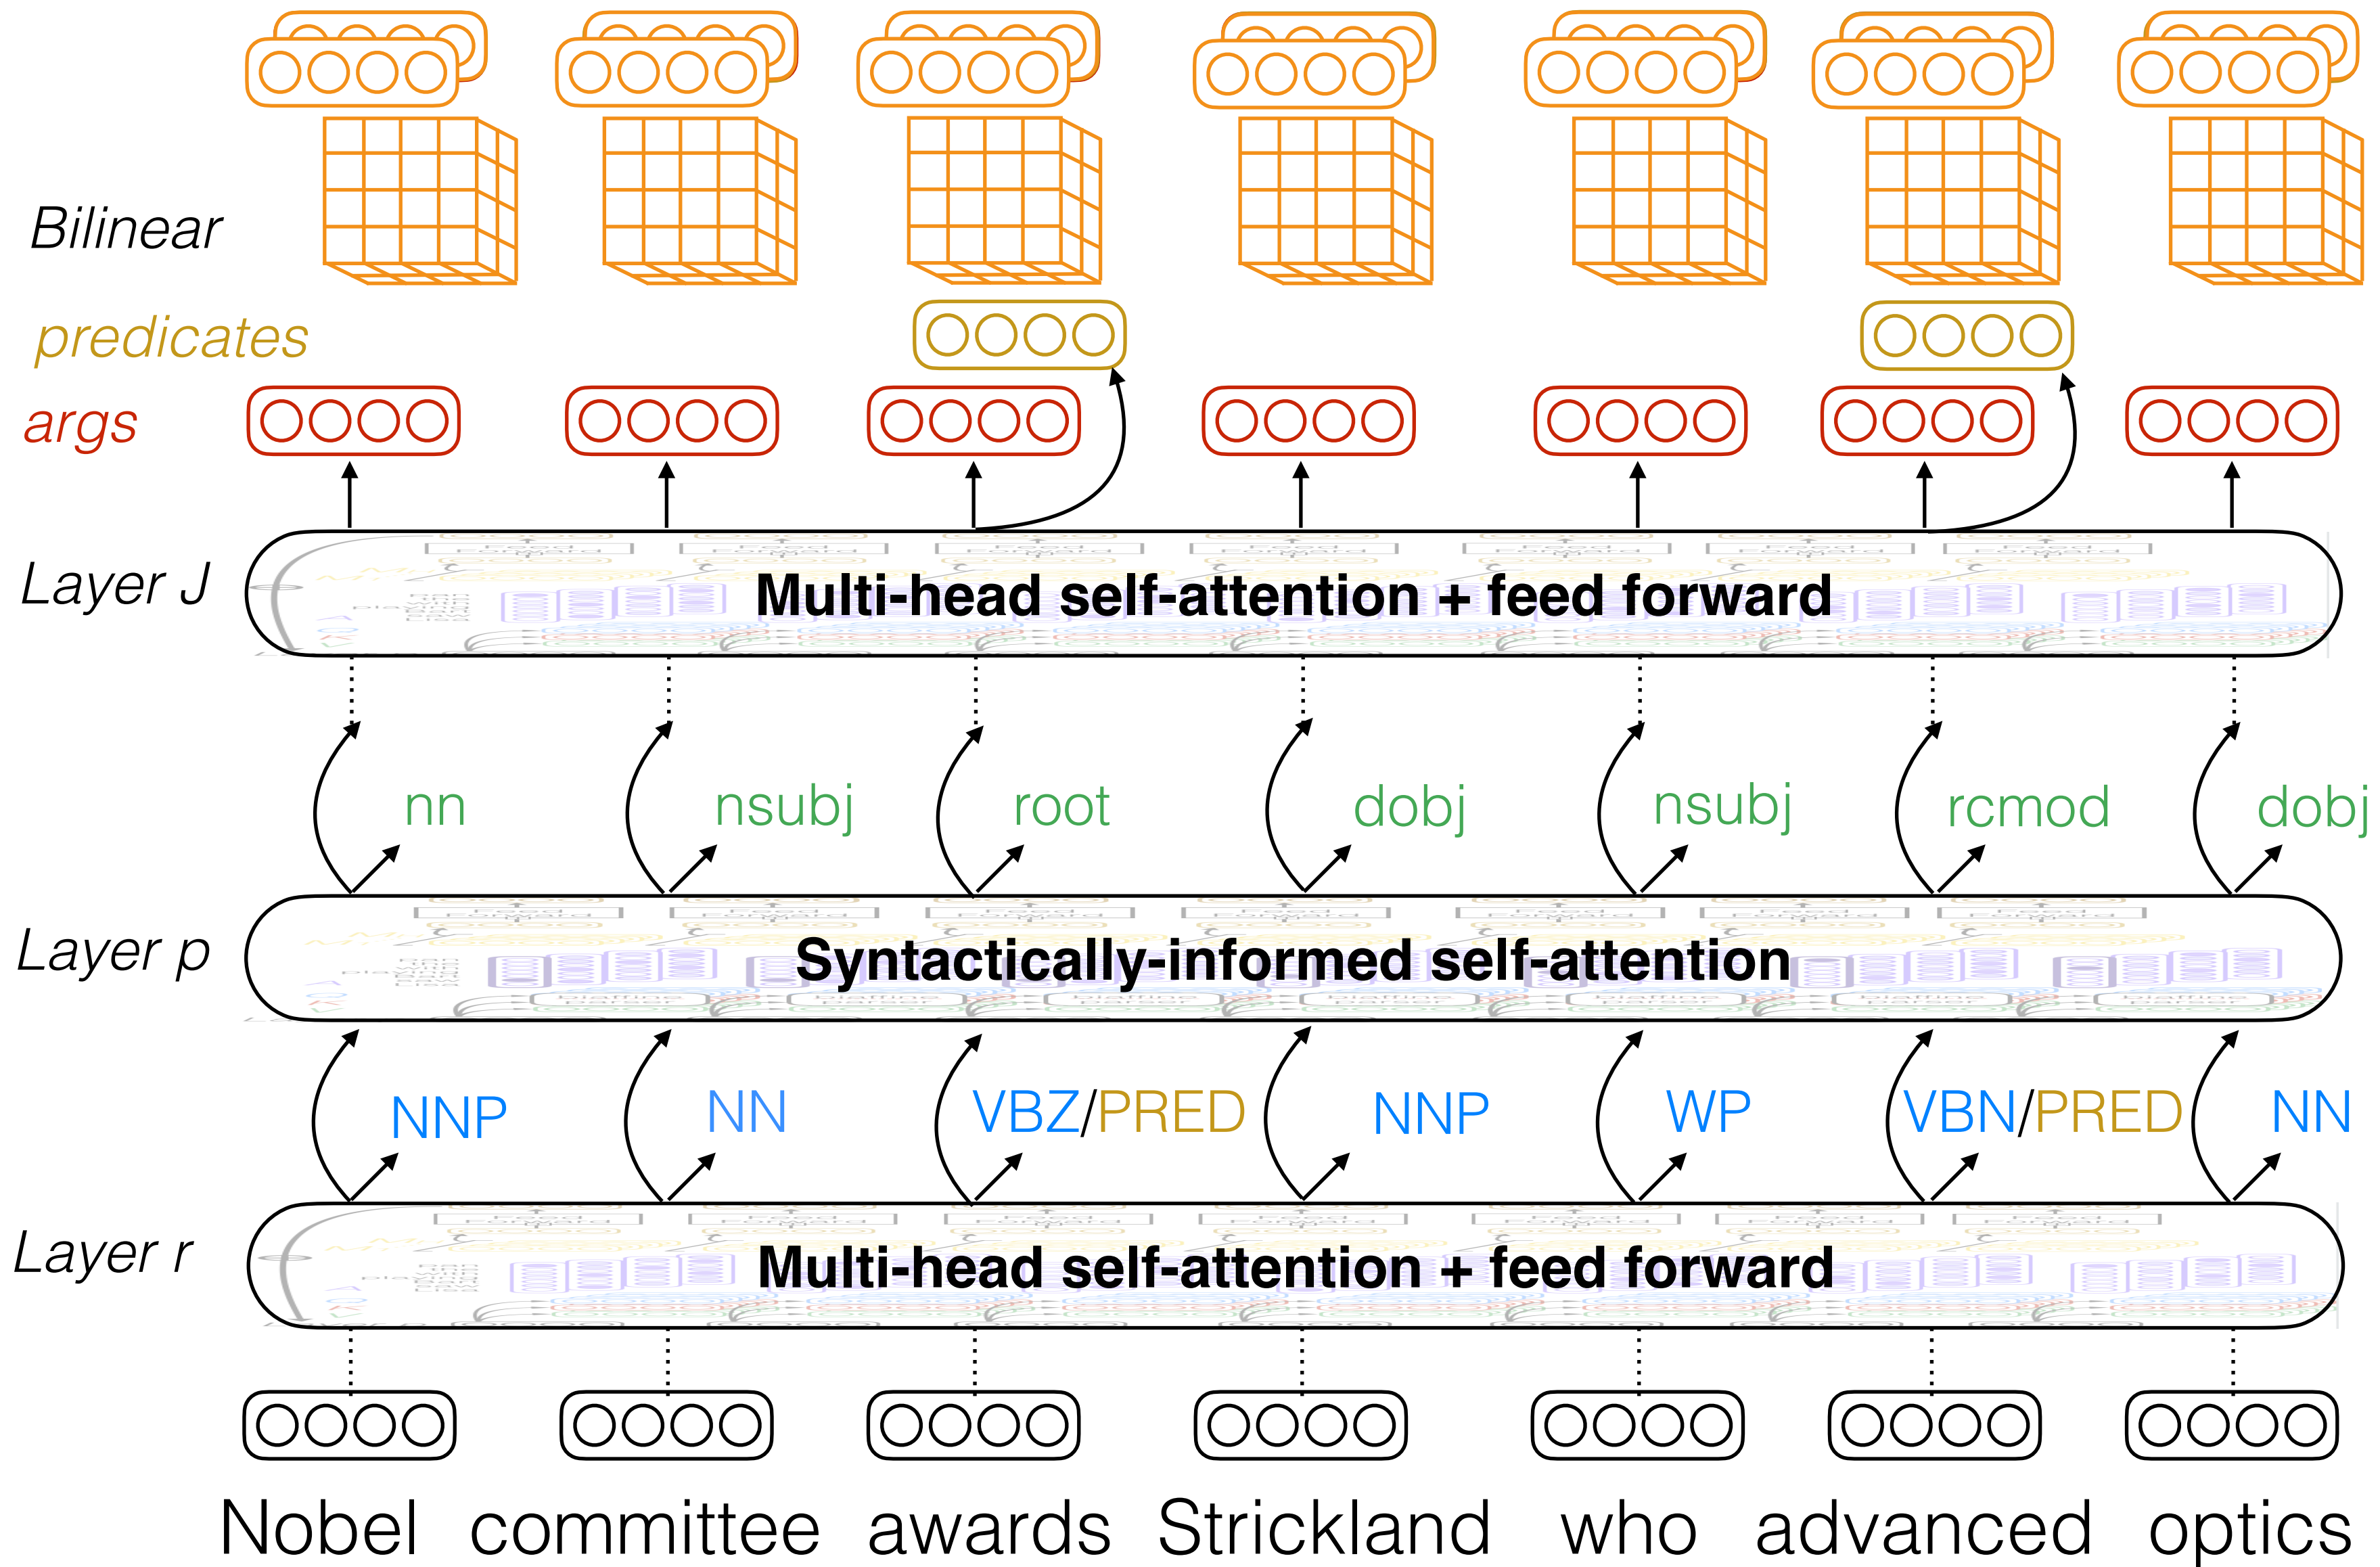 Bilinear
predicates
args
Layer J
Multi-head self-attention + feed forward
nn nsubj root dobj nsubj rcmod dobj
Layer p
Syntactically-informed self-attention
NNP NN VBZ/PRED NNP WP VBN/PRED NN
Layer r
Multi-head self-attention + feed forward
Nobel committee awards Strickland who advanced optics